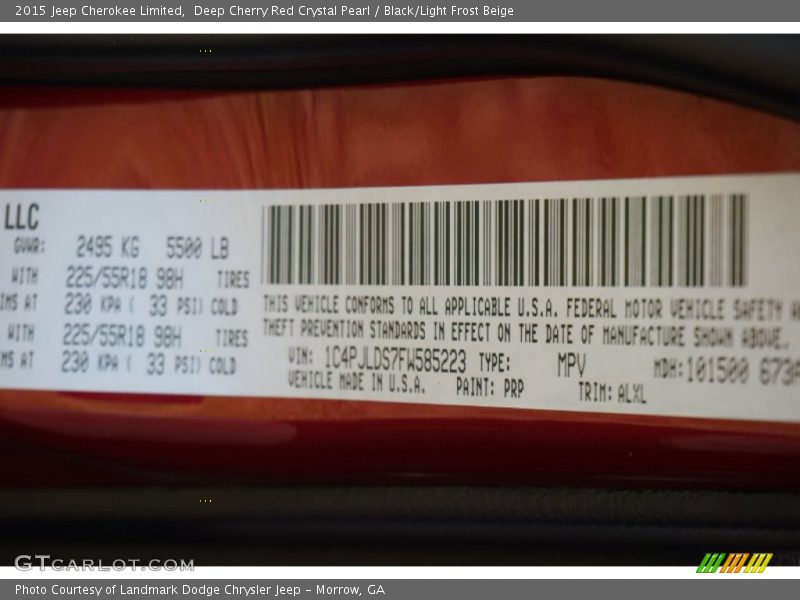 2015 Jeep Cherokee Limited,  Deep Cherry Red Crystal Pearl / Black/Light Frost Beige
LLC
GVWR: 2495 KG 5500 LB
WITH 225/55R18 98H TIRES
IMS AT 230 KPA ( 33 PSI) COLD
WITH 225/55R18 98H TIRES
MS AT 230 KPA ( 33 PSI) COLD
THIS VEHICLE CONFORMS TO ALL APPLICABLE U.S.A. FEDERAL MOTOR VEHICLE SAFETY
THEFT PREVENTION STANDARDS IN EFFECT ON THE DATE OF MANUFACTURE SHOWN ABOVE.
VIN: 1C4PJLDS7FW585223 TYPE: MPV MDH:101500 673A
VEHICLE MADE IN U.S.A. PAINT: PRP TRIM: ALXL
GTCARLOT.COM
Photo Courtesy of Landmark Dodge Chrysler Jeep – Morrow, GA